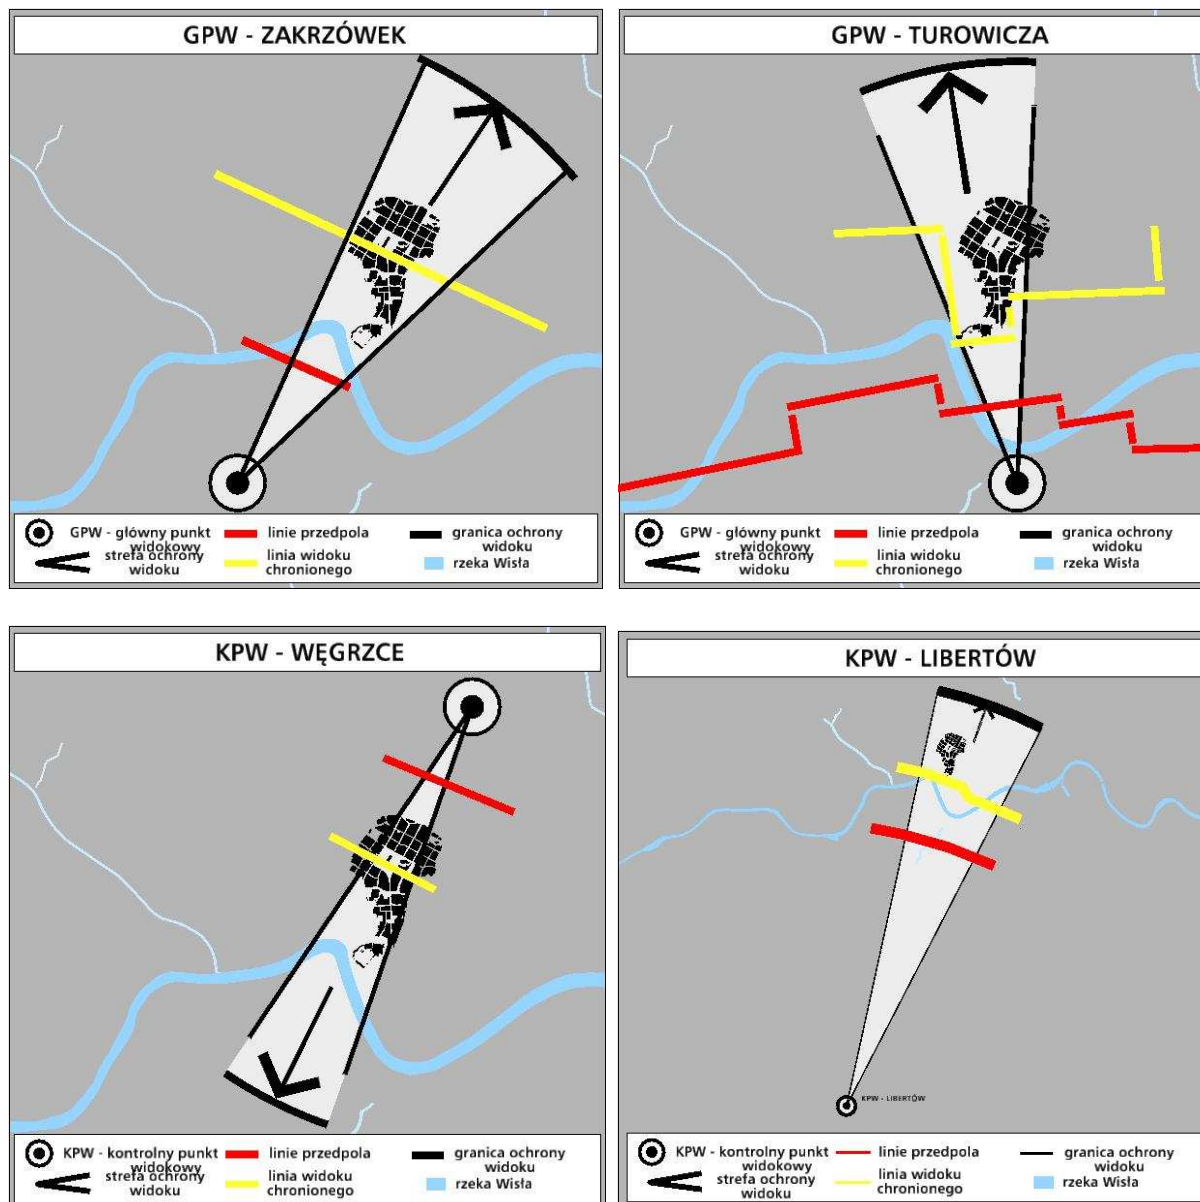 GPW - ZAKRZÓWEK
GPW - główny punkt
widokowy
strefa ochrony
widoku
linie przedpola
linia widoku
chronionego
granica ochrony
widoku
rzeka Wisła
GPW - TUROWICZA
GPW - główny punkt
widokowy
strefa ochrony
widoku
linie przedpola
linia widoku
chronionego
granica ochrony
widoku
rzeka Wisła
KPW - WĘGRZCE
KPW - kontrolny punkt
widokowy
strefa ochrony
widoku
linie przedpola
linia widoku
chronionego
granica ochrony
widoku
rzeka Wisła
KPW - LIBERTÓW
KPW - LIBERTÓW
KPW - kontrolny punkt
widokowy
strefa ochrony
widoku
linie przedpola
linia widoku
chronionego
granica ochrony
widoku
rzeka Wisła